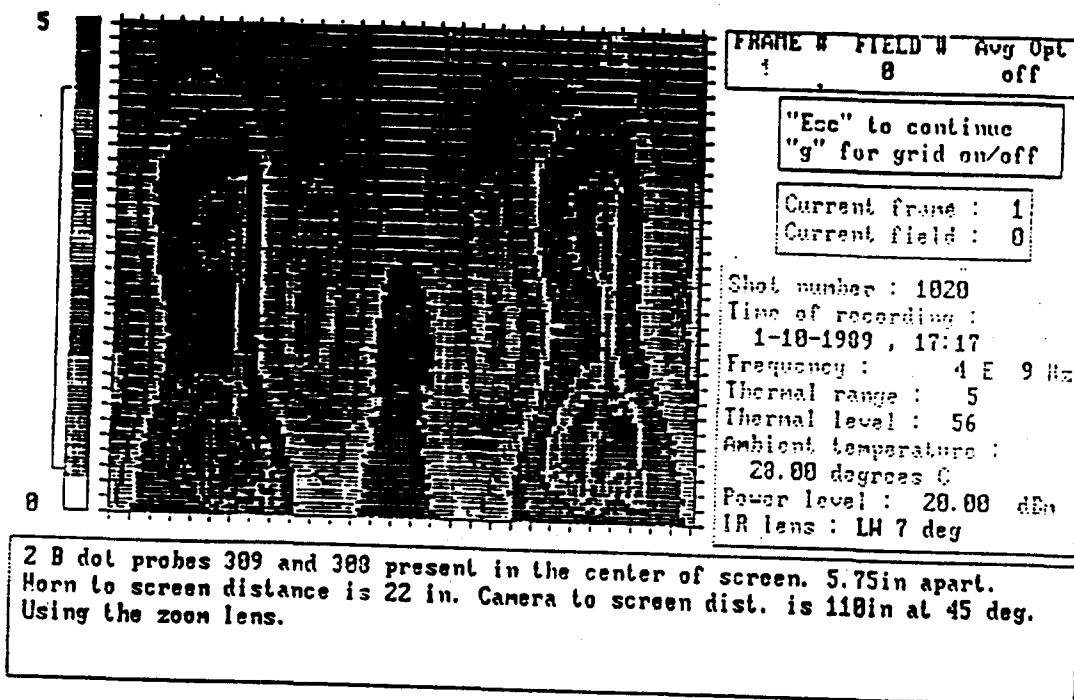 5
0
FRAME # FIELD # Avg Opt
1 0 off
"Esc" to continue
"g" for grid on/off
Current frame : 1
Current field : 0
Shot number : 1020
Time of recording :
1-10-1989 , 17:17
Frequency : 4 E 9 Hz
Thermal range : 5
Thermal level : 56
Ambient temperature :
20.00 degrees C
Power level : 20.00 dBm
IR lens : LW 7 deg
2 B dot probes 309 and 308 present in the center of screen. 5.75in apart.
Horn to screen distance is 22 in. Camera to screen dist. is 110in at 45 deg.
Using the zoom lens.